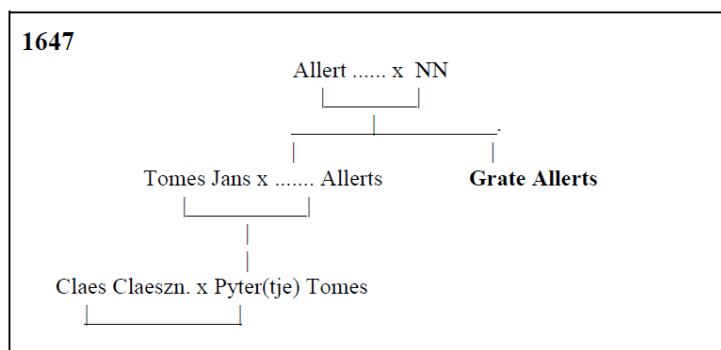 1647
Allert ...... x NN
Tomes Jans x ....... Allerts Grate Allerts
Claes Claeszn. x Pyter(tje) Tomes